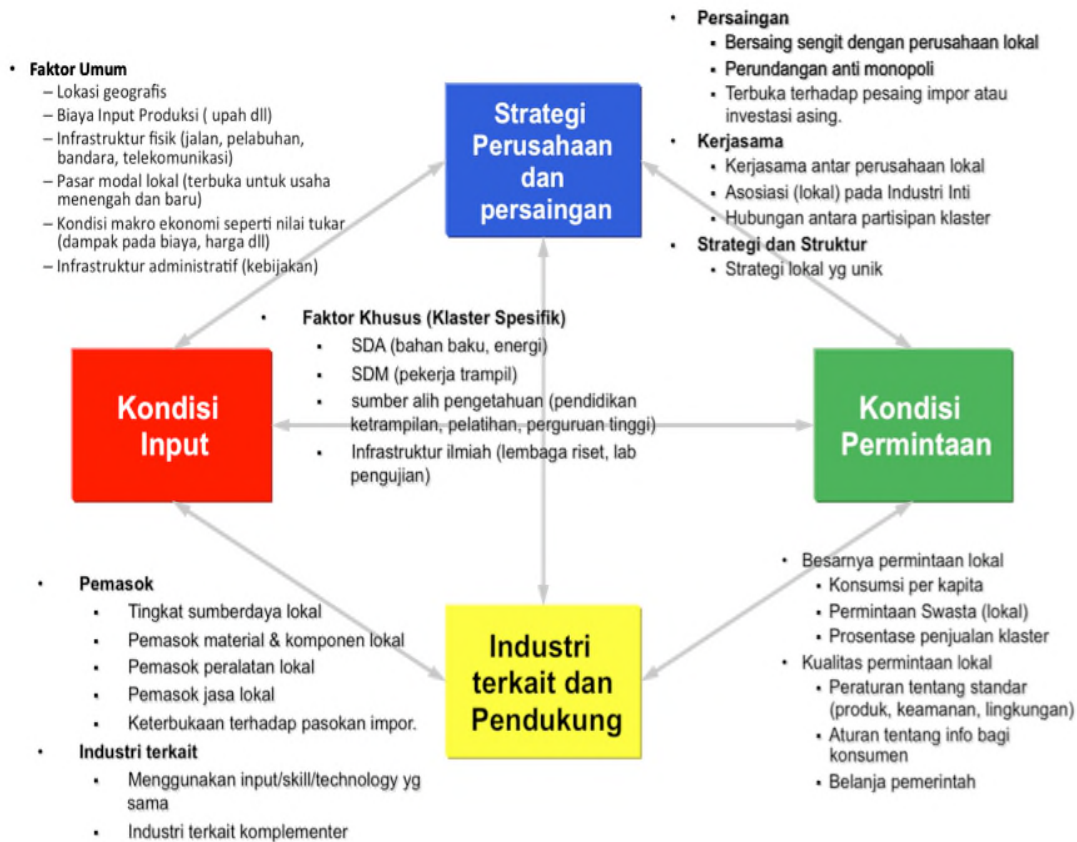 • Faktor Umum
– Lokasi geografis
– Biaya Input Produksi ( upah dll)
– Infrastruktur fisik (jalan, pelabuhan,
bandara, telekomunikasi)
– Pasar modal lokal (terbuka untuk usaha
menengah dan baru)
– Kondisi makro ekonomi seperti nilai tukar
(dampak pada biaya, harga dll)
– Infrastruktur administratif (kebijakan)
Strategi
Perusahaan
dan
persaingan
• Persaingan
▪ Bersaing sengit dengan perusahaan lokal
▪ Perundangan anti monopoli
▪ Terbuka terhadap pesaing impor atau
investasi asing.
• Kerjasama
▪ Kerjasama antar perusahaan lokal
▪ Asosiasi (lokal) pada Industri Inti
▪ Hubungan antara partisipan klaster
• Strategi dan Struktur
▪ Strategi lokal yg unik
• Faktor Khusus (Klaster Spesifik)
▪ SDA (bahan baku, energi)
▪ SDM (pekerja trampil)
▪ sumber alih pengetahuan (pendidikan
ketrampilan, pelatihan, perguruan tinggi)
▪ Infrastruktur ilmiah (lembaga riset, lab
pengujian)
Kondisi
Input
Kondisi
Permintaan
• Pemasok
▪ Tingkat sumberdaya lokal
▪ Pemasok material & komponen lokal
▪ Pemasok peralatan lokal
▪ Pemasok jasa lokal
▪ Keterbukaan terhadap pasokan impor.
• Industri terkait
▪ Menggunakan input/skill/technology yg
sama
▪ Industri terkait komplementer
Industri
terkait dan
Pendukung
• Besarnya permintaan lokal
▪ Konsumsi per kapita
▪ Permintaan Swasta (lokal)
▪ Prosentase penjualan klaster
• Kualitas permintaan lokal
▪ Peraturan tentang standar
(produk, keamanan, lingkungan)
▪ Aturan tentang info bagi
konsumen
▪ Belanja pemerintah